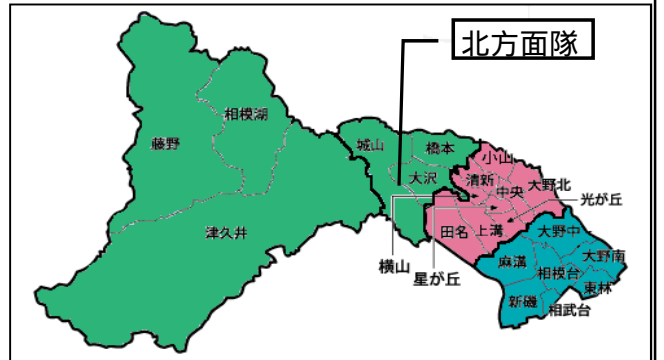 北方面隊
相模湖
藤野
城山
橋本
小山
大沢
清新
中央
大野北
光が丘
津久井
田名
上溝
横山
星が丘
大野中
麻溝
大野南
相模台
東林
新磯
相武台